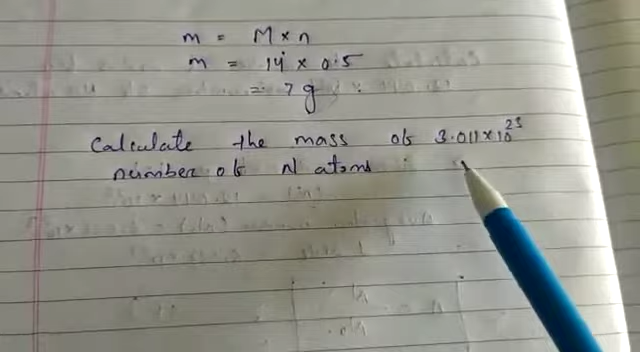 m = M × n
m = 14 × 0.5
= 7 g
Calculate the mass of 3.011×10²³
number of N atoms :